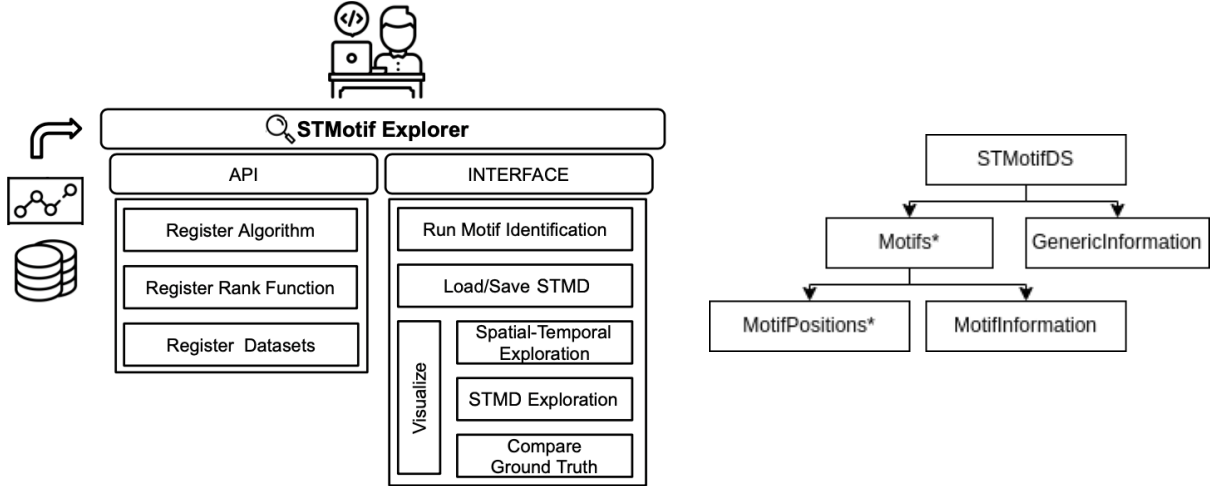 </>
STMotif Explorer
API
INTERFACE
Register Algorithm
Register Rank Function
Register Datasets
Run Motif Identification
Load/Save STMD
Visualize
Spatial-Temporal
Exploration
STMD Exploration
Compare
Ground Truth
STMotifDS
Motifs*
GenericInformation
MotifPositions*
MotifInformation